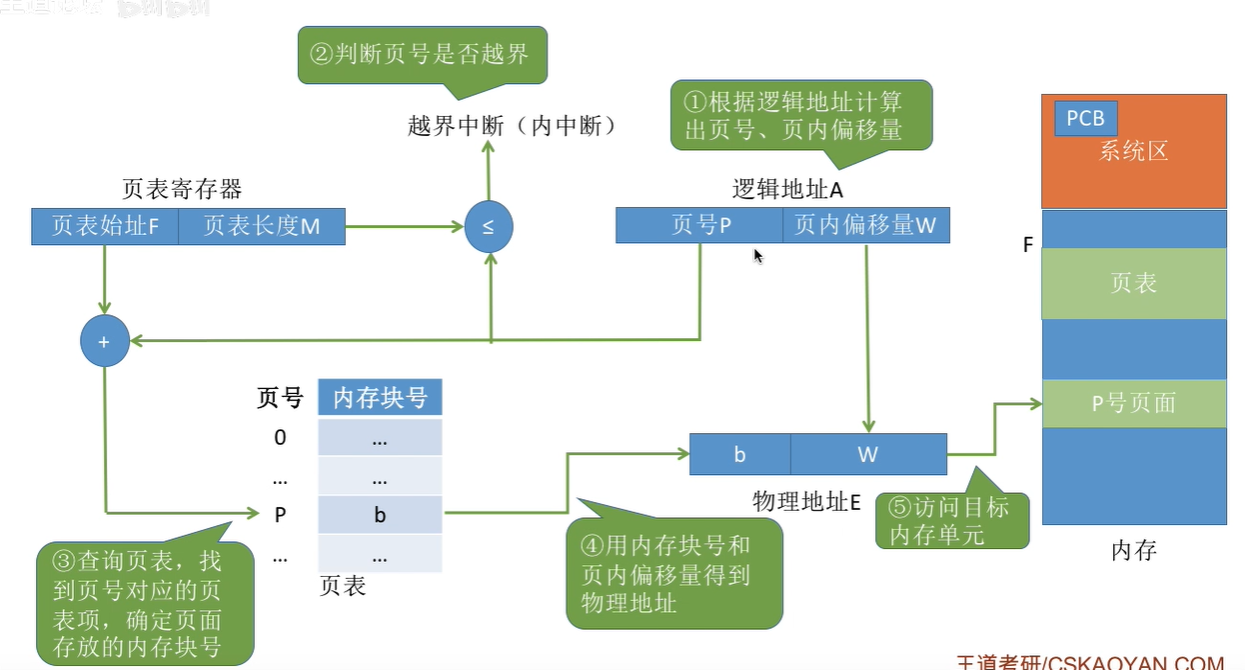 ②判断页号是否越界
越界中断（内中断）
①根据逻辑地址计算
出页号、页内偏移量
PCB
系统区
页表寄存器
逻辑地址A
页表始址F
页表长度M
≤
页号P
页内偏移量W
F
页表
+
页号
内存块号
P号页面
0
...
...
...
b
W
P
b
物理地址E
⑤访问目标
内存单元
...
...
③查询页表，找
到页号对应的页
表项，确定页面
存放的内存块号
页表
④用内存块号和
页内偏移量得到
物理地址
内存
王道考研/CSKAOYAN.COM